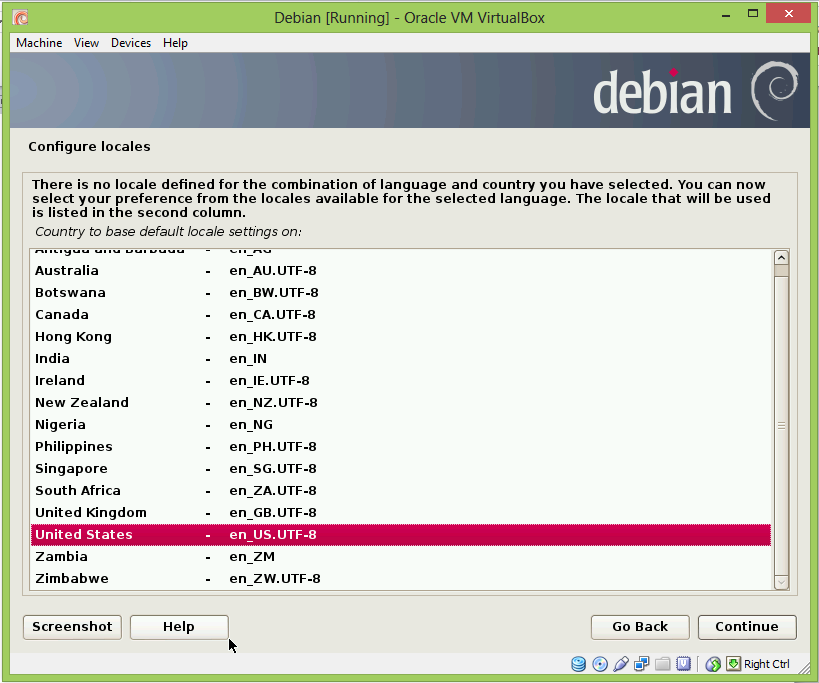 Debian [Running] - Oracle VM VirtualBox
Machine View Devices Help
debian
Configure locales
There is no locale defined for the combination of language and country you have selected. You can now
select your preference from the locales available for the selected language. The locale that will be used
is listed in the second column.
Country to base default locale settings on:
Antigua and Barbuda - en_AG
Australia - en_AU.UTF-8
Botswana - en_BW.UTF-8
Canada - en_CA.UTF-8
Hong Kong - en_HK.UTF-8
India - en_IN
Ireland - en_IE.UTF-8
New Zealand - en_NZ.UTF-8
Nigeria - en_NG
Philippines - en_PH.UTF-8
Singapore - en_SG.UTF-8
South Africa - en_ZA.UTF-8
United Kingdom - en_GB.UTF-8
United States - en_US.UTF-8
Zambia - en_ZM
Zimbabwe - en_ZW.UTF-8
Screenshot Help Go Back Continue
Right Ctrl